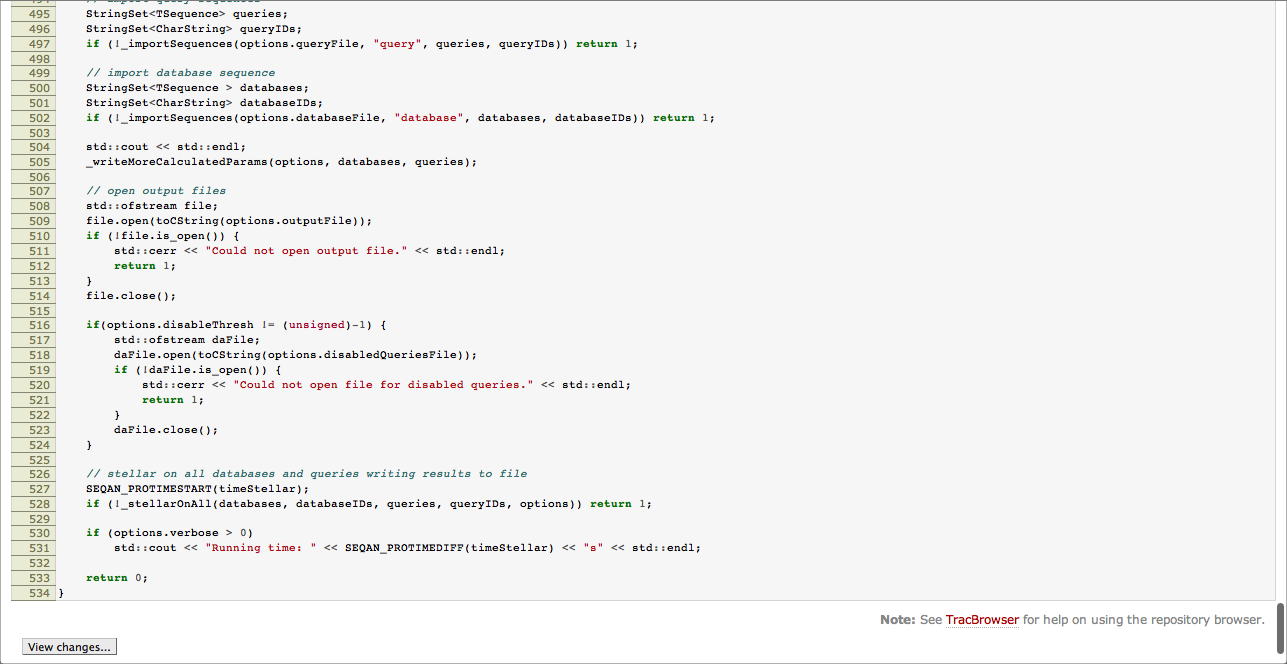 495 StringSet<TSequence> queries;
496 StringSet<CharString> queryIDs;
497 if (!_importSequences(options.queryFile, "query", queries, queryIDs)) return 1;
498
499 // import database sequence
500 StringSet<TSequence > databases;
501 StringSet<CharString> databaseIDs;
502 if (!_importSequences(options.databaseFile, "database", databases, databaseIDs)) return 1;
503
504 std::cout << std::endl;
505 _writeMoreCalculatedParams(options, databases, queries);
506
507 // open output files
508 std::ofstream file;
509 file.open(toCString(options.outputFile));
510 if (!file.is_open()) {
511 std::cerr << "Could not open output file." << std::endl;
512 return 1;
513 }
514 file.close();
515
516 if(options.disableThresh != (unsigned)-1) {
517 std::ofstream daFile;
518 daFile.open(toCString(options.disabledQueriesFile));
519 if (!daFile.is_open()) {
520 std::cerr << "Could not open file for disabled queries." << std::endl;
521 return 1;
522 }
523 daFile.close();
524 }
525
526 // stellar on all databases and queries writing results to file
527 SEQAN_PROTIMESTART(timeStellar);
528 if (!_stellarOnAll(databases, databaseIDs, queries, queryIDs, options)) return 1;
529
530 if (options.verbose > 0)
531 std::cout << "Running time: " << SEQAN_PROTIMEDIFF(timeStellar) << "s" << std::endl;
532
533 return 0;
534 }
Note: See TracBrowser for help on using the repository browser.
View changes...